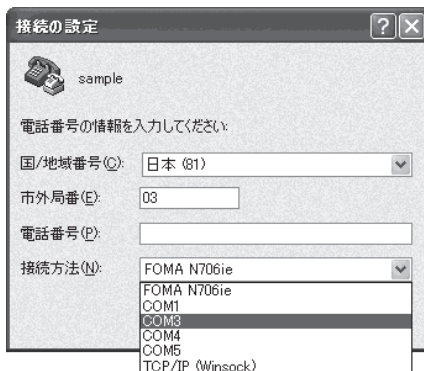 接続の設定
sample
電話番号の情報を入力してください:
国/地域番号(C): 日本 (81)
市外局番(E): 03
電話番号(P):
接続方法(N): FOMA N706ie
FOMA N706ie
COM1
COM3
COM4
COM5
TCP/IP (Winsock)